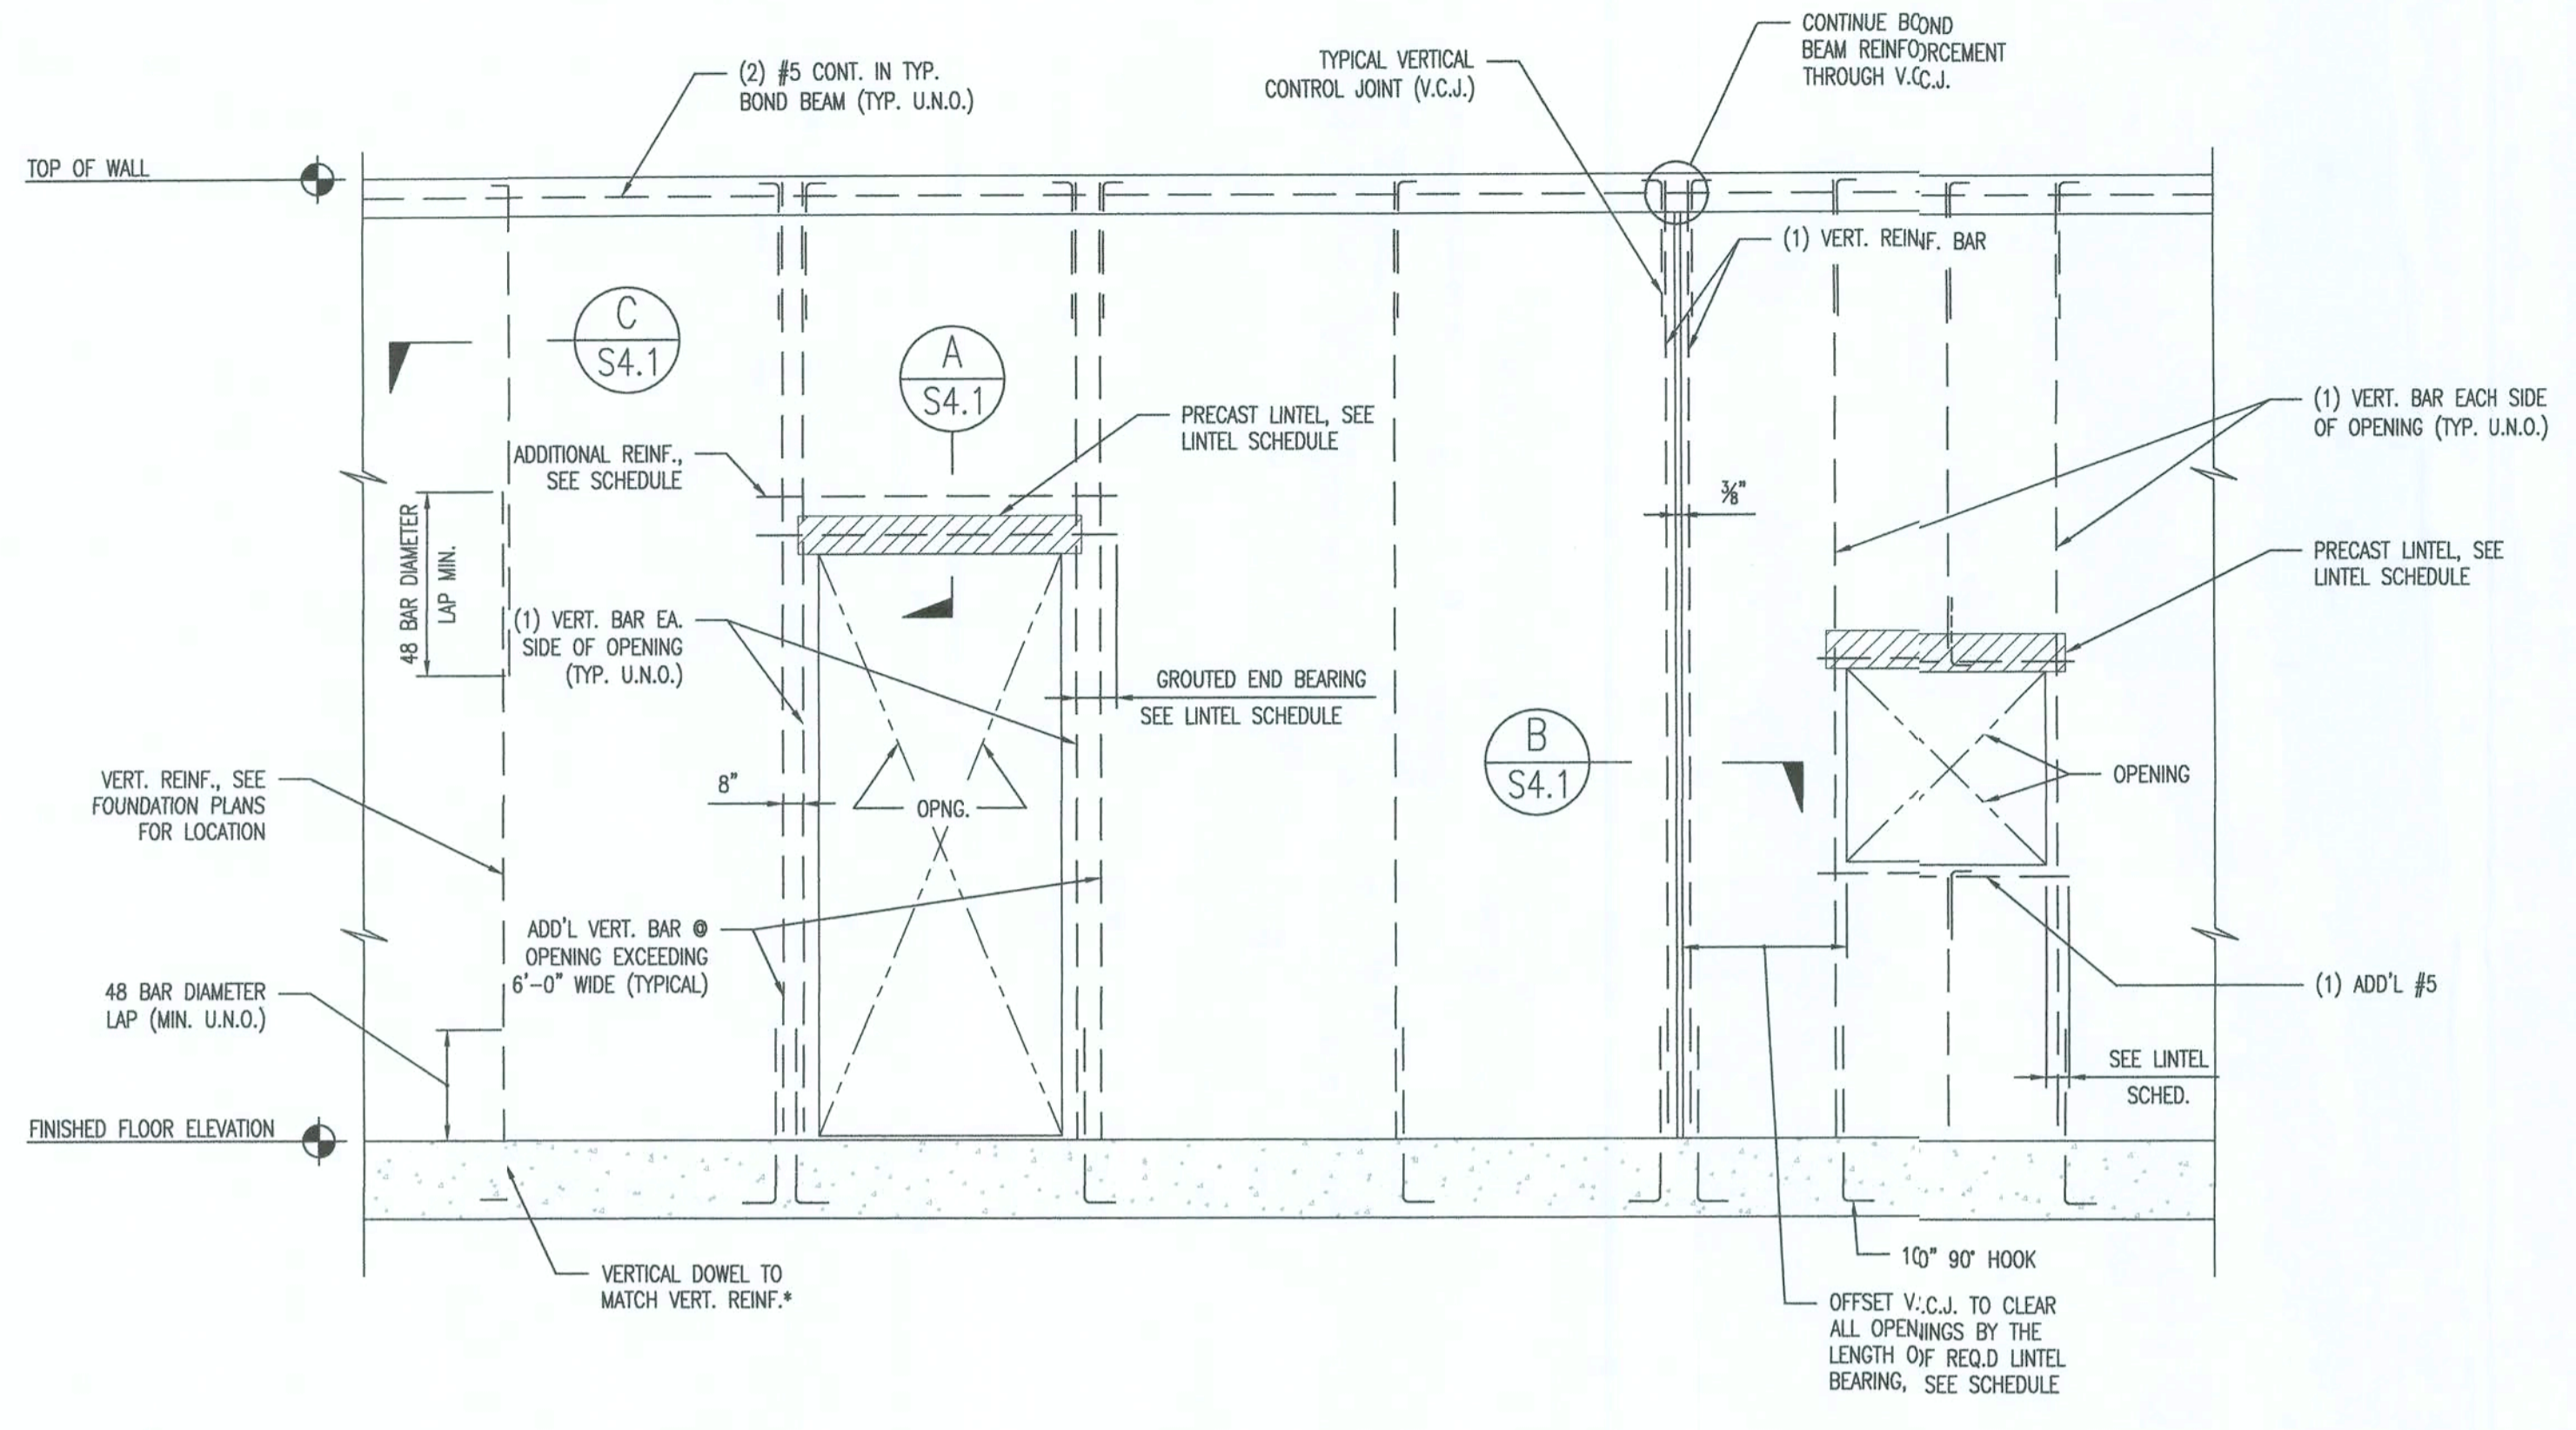 CONTINUE BOND
BEAM REINFORCEMENT
THROUGH V.C.J.
TYPICAL VERTICAL
CONTROL JOINT (V.C.J.)
(2) #5 CONT. IN TYP.
BOND BEAM (TYP. U.N.O.)
TOP OF WALL
(1) VERT. REINF. BAR
C
S4.1
A
S4.1
PRECAST LINTEL, SEE
LINTEL SCHEDULE
(1) VERT. BAR EACH SIDE
OF OPENING (TYP. U.N.O.)
ADDITIONAL REINF.,
SEE SCHEDULE
3/8"
48 BAR DIAMETER
LAP MIN.
PRECAST LINTEL, SEE
LINTEL SCHEDULE
(1) VERT. BAR EA.
SIDE OF OPENING
(TYP. U.N.O.)
GROUTED END BEARING
SEE LINTEL SCHEDULE
B
S4.1
VERT. REINF., SEE
FOUNDATION PLANS
FOR LOCATION
8"
OPNG.
OPENING
ADD'L VERT. BAR @
OPENING EXCEEDING
6'-0" WIDE (TYPICAL)
48 BAR DIAMETER
LAP (MIN. U.N.O.)
(1) ADD'L #5
SEE LINTEL
SCHED.
FINISHED FLOOR ELEVATION
VERTICAL DOWEL TO
MATCH VERT. REINF.*
10" 90° HOOK
OFFSET V.C.J. TO CLEAR
ALL OPENINGS BY THE
LENGTH OF REQ.D LINTEL
BEARING, SEE SCHEDULE